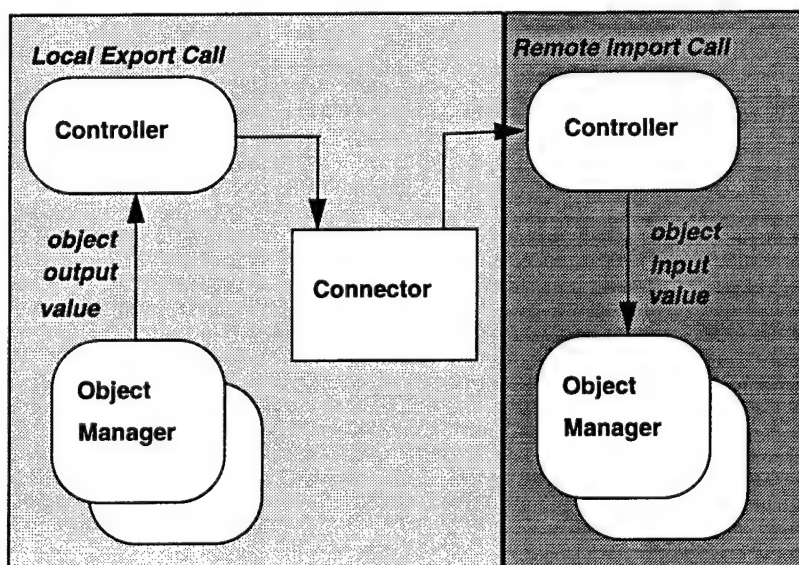 Local Export Call
Controller
object
output
value
Object
Manager
Connector
Remote Import Call
Controller
object
input
value
Object
Manager